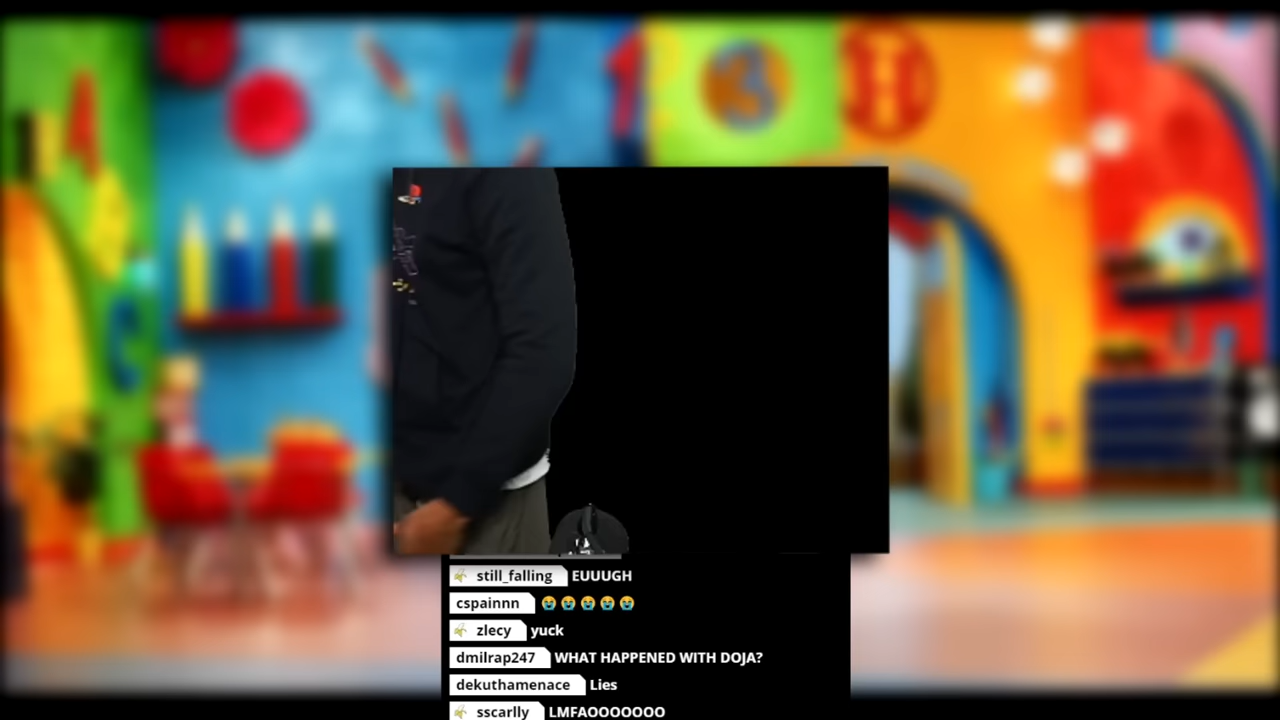 still_falling EUUUGH
cspainnn 😭😭😭😭😭
zlecy yuck
dmilrap247 WHAT HAPPENED WITH DOJA?
dekuthamenace Lies
sscarlly LMFAOOOOOOO